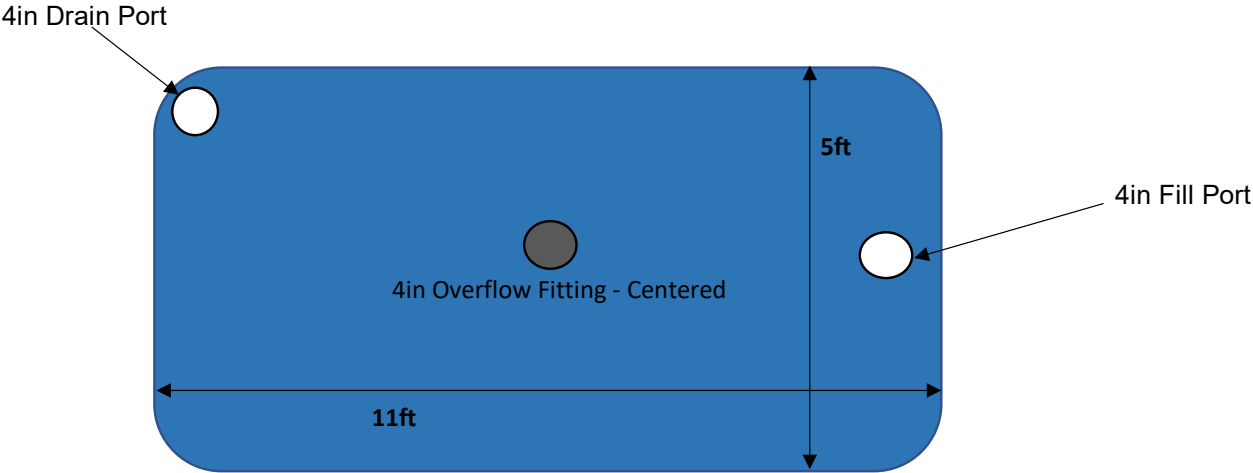 4in Drain Port
5ft
4in Fill Port
4in Overflow Fitting - Centered
11ft